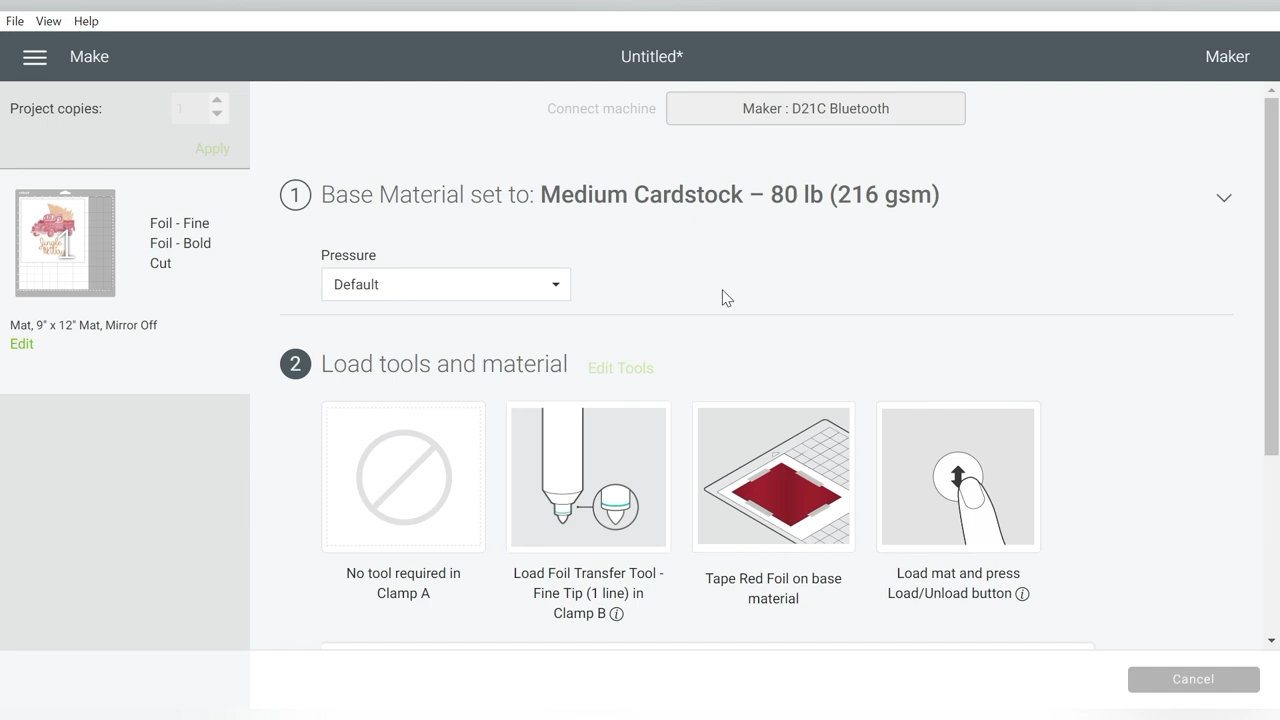 File View Help
Make
Untitled*
Maker
Project copies:
1
Apply
Connect machine
Maker : D21C Bluetooth
Foil - Fine
Foil - Bold
Cut
Mat, 9" x 12" Mat, Mirror Off
Edit
1 Base Material set to: Medium Cardstock – 80 lb (216 gsm)
Pressure
Default
2 Load tools and material
Edit Tools
No tool required in
Clamp A
Load Foil Transfer Tool -
Fine Tip (1 line) in
Clamp B
Tape Red Foil on base
material
Load mat and press
Load/Unload button
Cancel